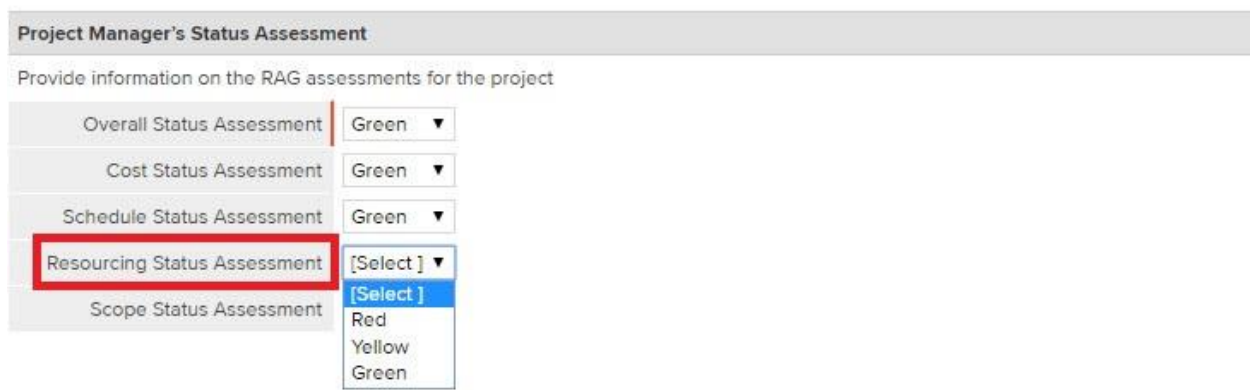 Project Manager's Status Assessment
Provide information on the RAG assessments for the project
Overall Status Assessment Green
Cost Status Assessment Green
Schedule Status Assessment Green
Resourcing Status Assessment [Select ]
[Select ]
Scope Status Assessment
Red
Yellow
Green